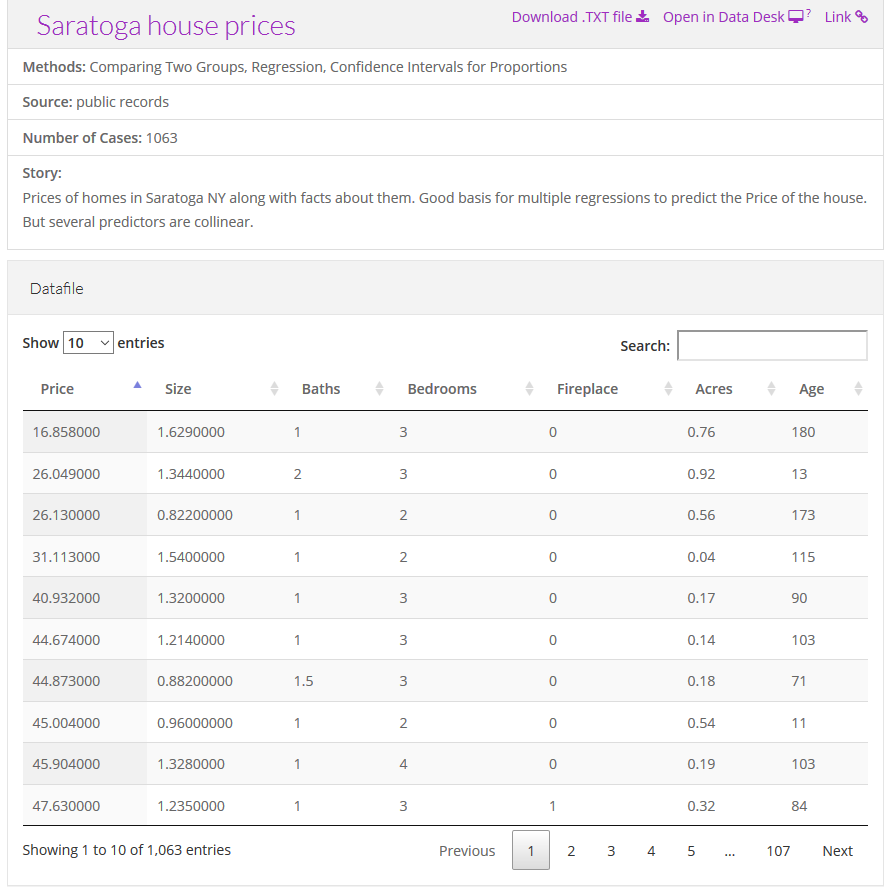 Saratoga house prices
Download .TXT file Open in Data Desk ? Link
Methods: Comparing Two Groups, Regression, Confidence Intervals for Proportions
Source: public records
Number of Cases: 1063
Story:
Prices of homes in Saratoga NY along with facts about them. Good basis for multiple regressions to predict the Price of the house.
But several predictors are collinear.
Datafile
Show 10 entries
Search:
Price Size Baths Bedrooms Fireplace Acres Age
16.858000 1.6290000 1 3 0 0.76 180
26.049000 1.3440000 2 3 0 0.92 13
26.130000 0.82200000 1 2 0 0.56 173
31.113000 1.5400000 1 2 0 0.04 115
40.932000 1.3200000 1 3 0 0.17 90
44.674000 1.2140000 1 3 0 0.14 103
44.873000 0.88200000 1.5 3 0 0.18 71
45.004000 0.96000000 1 2 0 0.54 11
45.904000 1.3280000 1 4 0 0.19 103
47.630000 1.2350000 1 3 1 0.32 84
Showing 1 to 10 of 1,063 entries
Previous 1 2 3 4 5 ... 107 Next